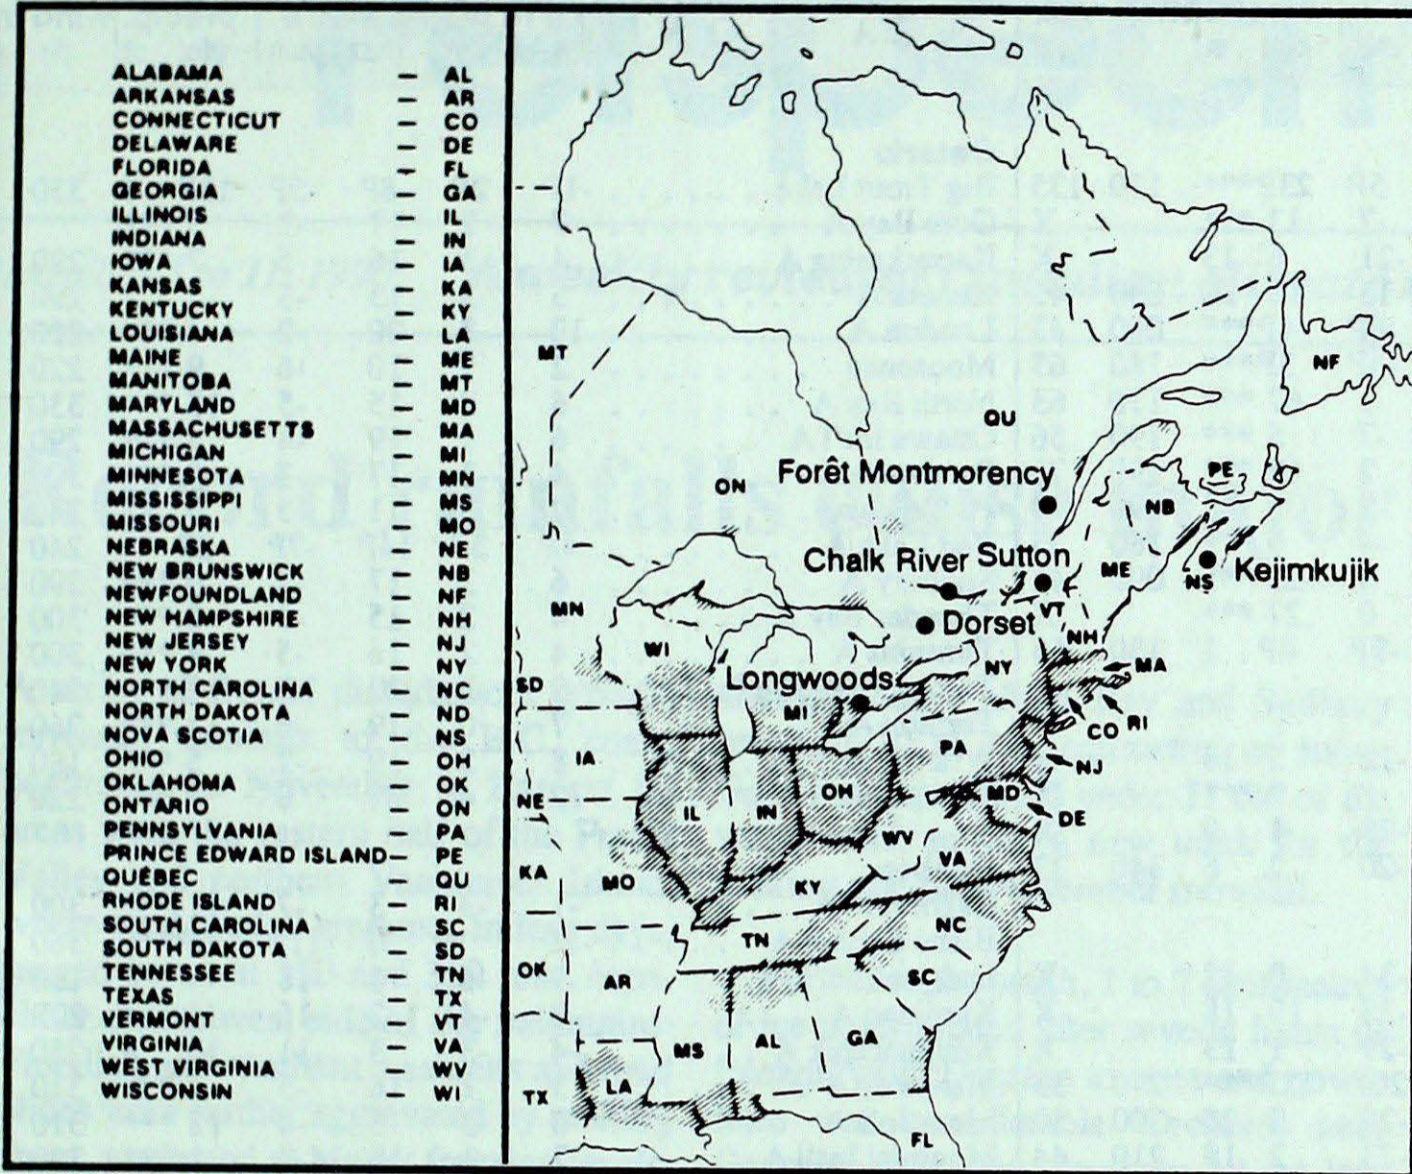 ALABAMA — AL
ARKANSAS — AR
CONNECTICUT — CO
DELAWARE — DE
FLORIDA — FL
GEORGIA — GA
ILLINOIS — IL
INDIANA — IN
IOWA — IA
KANSAS — KA
KENTUCKY — KY
LOUISIANA — LA
MAINE — ME
MANITOBA — MT
MARYLAND — MD
MASSACHUSETTS — MA
MICHIGAN — MI
MINNESOTA — MN
MISSISSIPPI — MS
MISSOURI — MO
NEBRASKA — NE
NEW BRUNSWICK — NB
NEWFOUNDLAND — NF
NEW HAMPSHIRE — NH
NEW JERSEY — NJ
NEW YORK — NY
NORTH CAROLINA — NC
NORTH DAKOTA — ND
NOVA SCOTIA — NS
OHIO — OH
OKLAHOMA — OK
ONTARIO — ON
PENNSYLVANIA — PA
PRINCE EDWARD ISLAND — PE
QUÉBEC — QU
RHODE ISLAND — RI
SOUTH CAROLINA — SC
SOUTH DAKOTA — SD
TENNESSEE — TN
TEXAS — TX
VERMONT — VT
VIRGINIA — VA
WEST VIRGINIA — WV
WISCONSIN — WI
MT
NF
QU
Forêt Montmorency
PE
ON
NB
Chalk River Sutton
ME
NS
Kejimkujik
MN
VT
Dorset
NH
WI
NY
MA
SD
Longwoods
MI
CO
RI
IA
PA
NJ
NE
IL
IN
OH
MD
DE
WV
VA
KA
MO
KY
NC
TN
OK
AR
SC
MS
AL
GA
LA
TX
FL